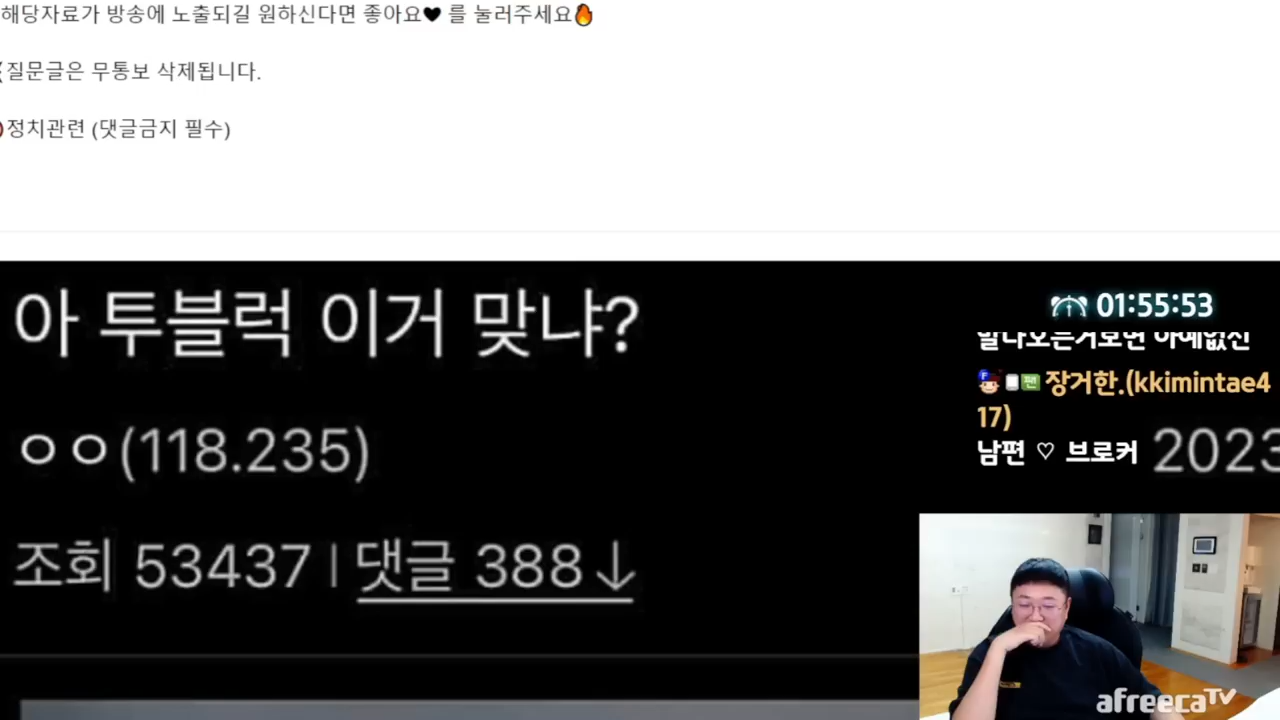 해당자료가 방송에 노출되길 원하신다면 좋아요🖤 를 눌러주세요🔥
질문글은 무통보 삭제됩니다.
정치관련 (댓글금지 필수)
아 투블럭 이거 맞냐?
ㅇㅇ(118.235)
2023
조회 53437 | 댓글 388↓
01:55:53
장거한.(kkimintae4
17)
남편 ♡ 브로커
afreecaTV